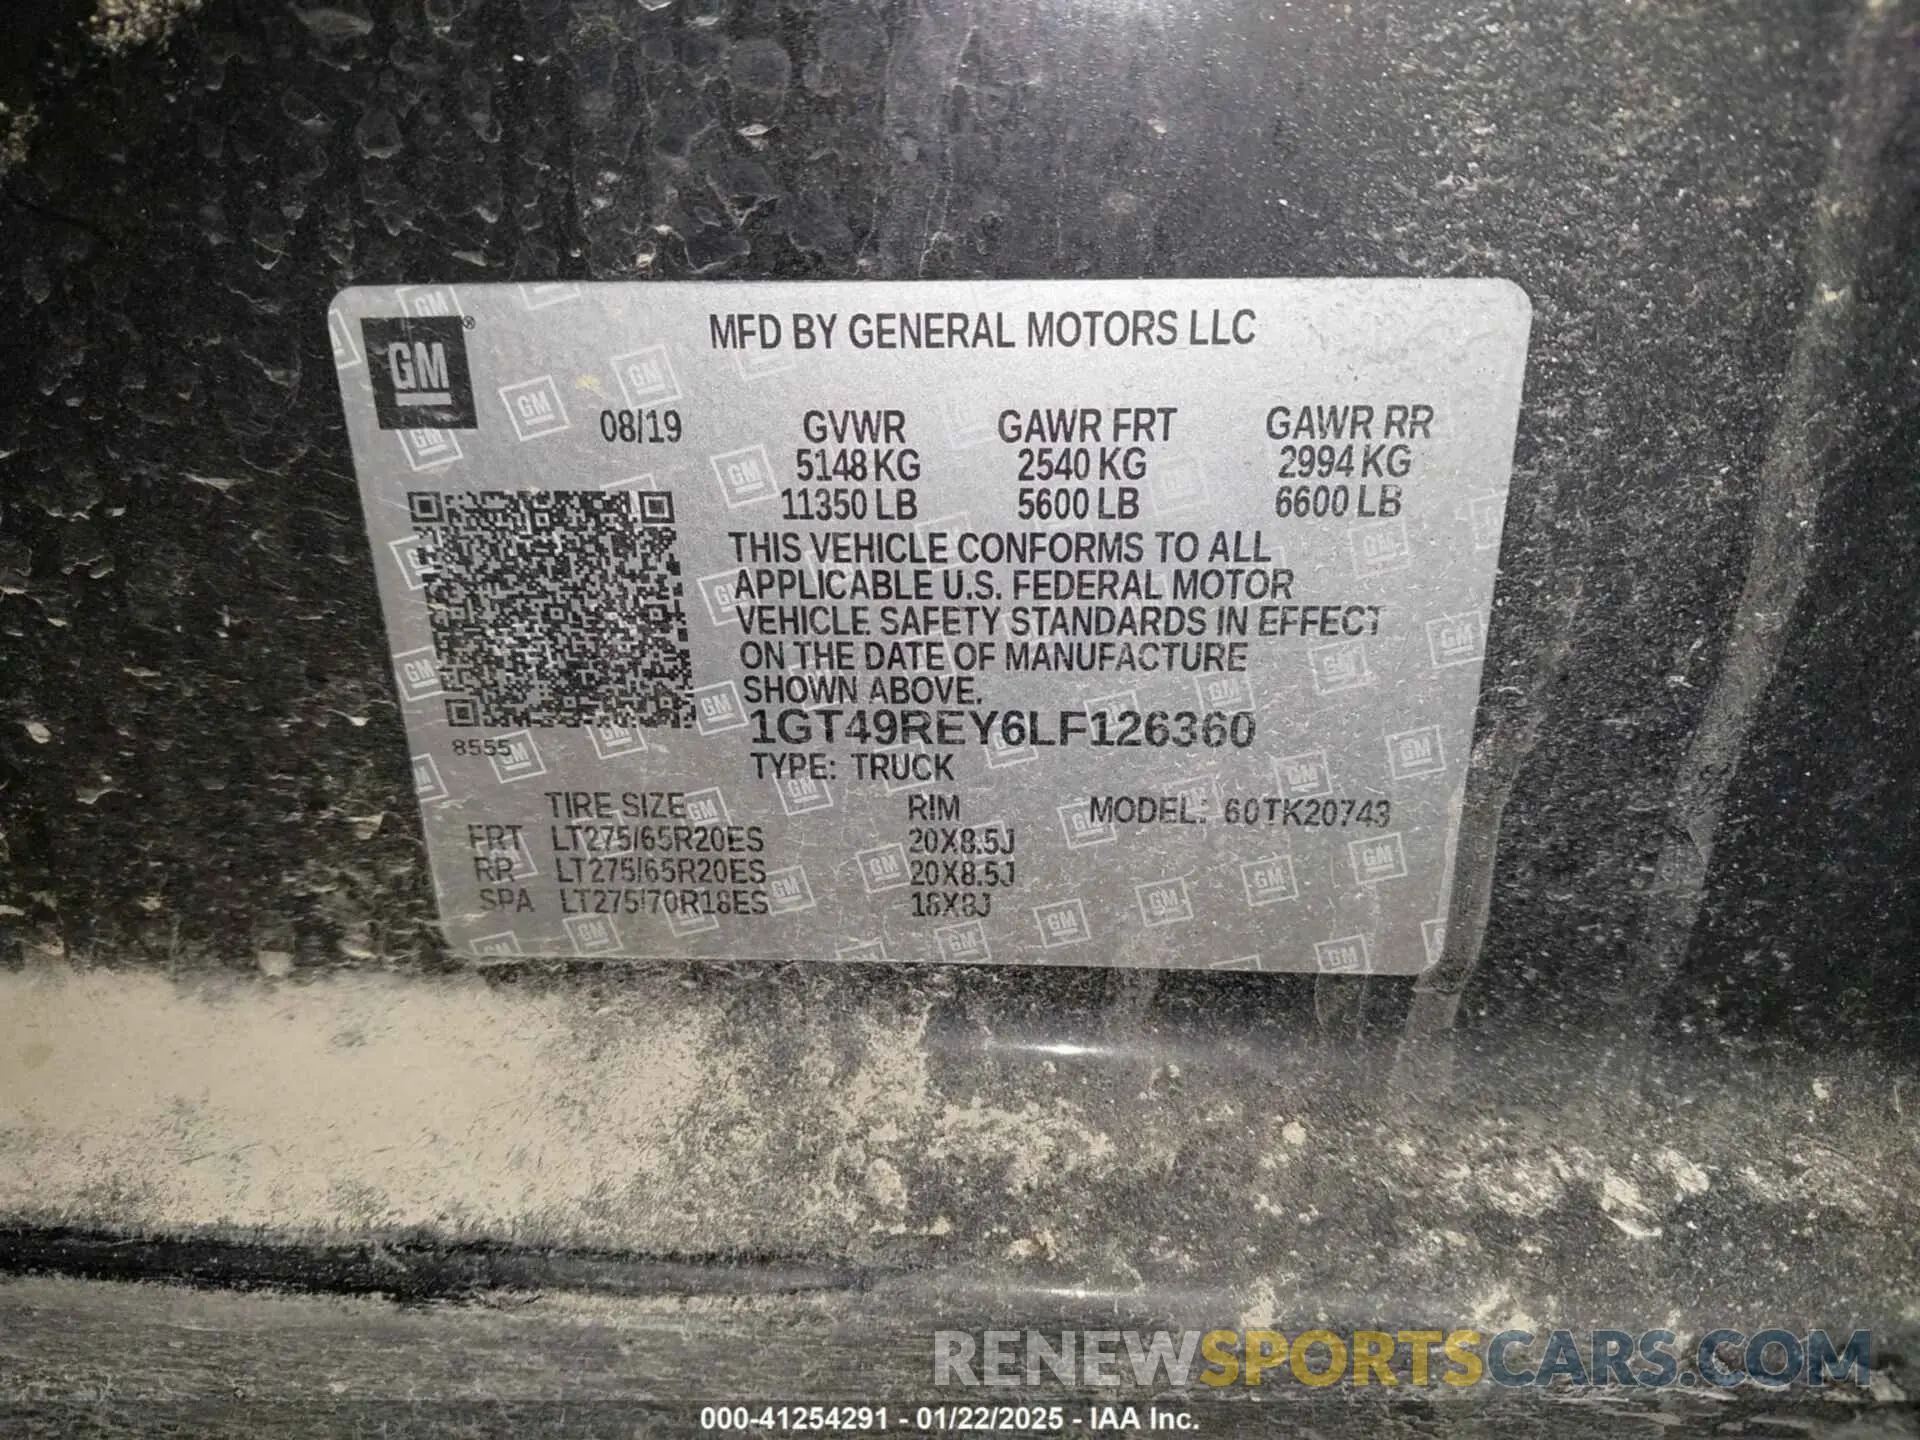 GM®
MFD BY GENERAL MOTORS LLC
08/19 GVWR GAWR FRT GAWR RR
5148 KG 2540 KG 2994 KG
11350 LB 5600 LB 6600 LB
THIS VEHICLE CONFORMS TO ALL
APPLICABLE U.S. FEDERAL MOTOR
VEHICLE SAFETY STANDARDS IN EFFECT
ON THE DATE OF MANUFACTURE
SHOWN ABOVE.
1GT49REY6LF126360
8555
TYPE: TRUCK
TIRE SIZE RIM MODEL: 60TK20743
FRT LT275/65R20ES 20X8.5J
RR LT275/65R20ES 20X8.5J
SPA LT275/70R18ES 18X8J
RENEWSPORTSCARS.COM
000-41254291 - 01/22/2025 - IAA Inc.